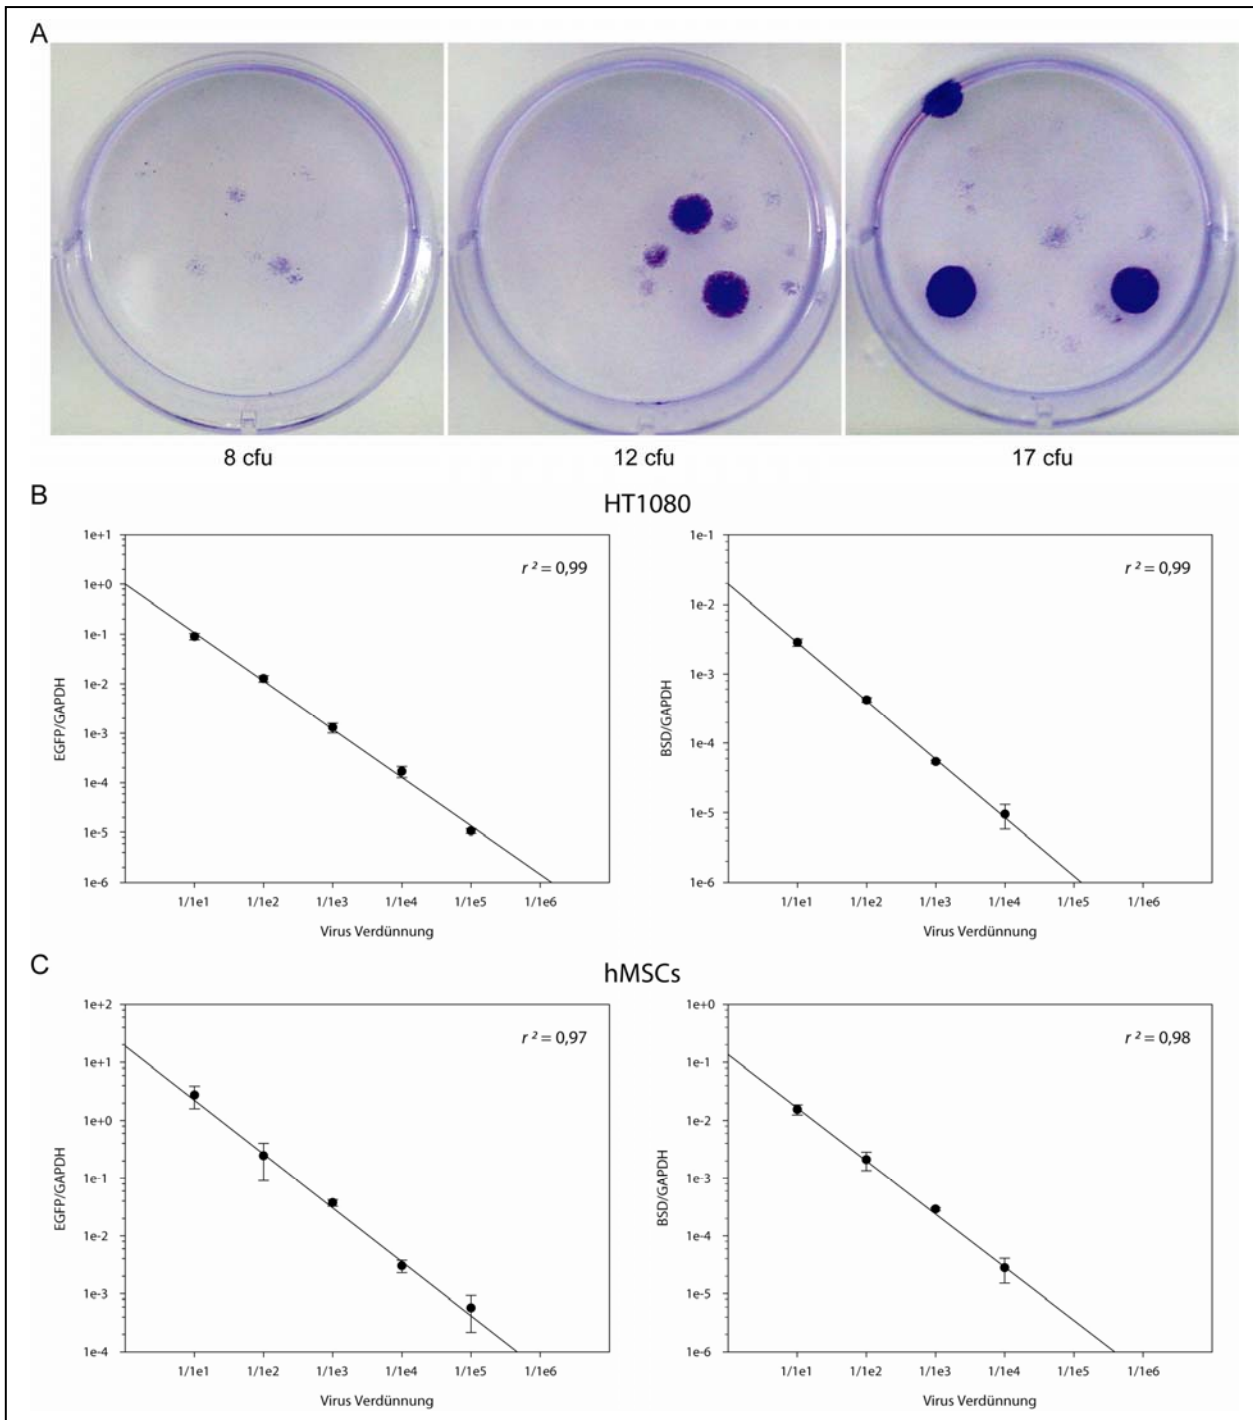 A
8 cfu 12 cfu 17 cfu
B
HT1080
1e+1
1e+0
1e-1
1e-2
1e-3
1e-4
1e-5
1e-6
EGFP/GAPDH
r² = 0,99
1/1e1 1/1e2 1/1e3 1/1e4 1/1e5 1/1e6
Virus Verdünnung
1e-1
1e-2
1e-3
1e-4
1e-5
1e-6
BSD/GAPDH
r² = 0,99
1/1e1 1/1e2 1/1e3 1/1e4 1/1e5 1/1e6
Virus Verdünnung
C
hMSCs
1e+2
1e+1
1e+0
1e-1
1e-2
1e-3
1e-4
EGFP/GAPDH
r² = 0,97
1/1e1 1/1e2 1/1e3 1/1e4 1/1e5 1/1e6
Virus Verdünnung
1e+0
1e-1
1e-2
1e-3
1e-4
1e-5
1e-6
BSD/GAPDH
r² = 0,98
1/1e1 1/1e2 1/1e3 1/1e4 1/1e5 1/1e6
Virus Verdünnung